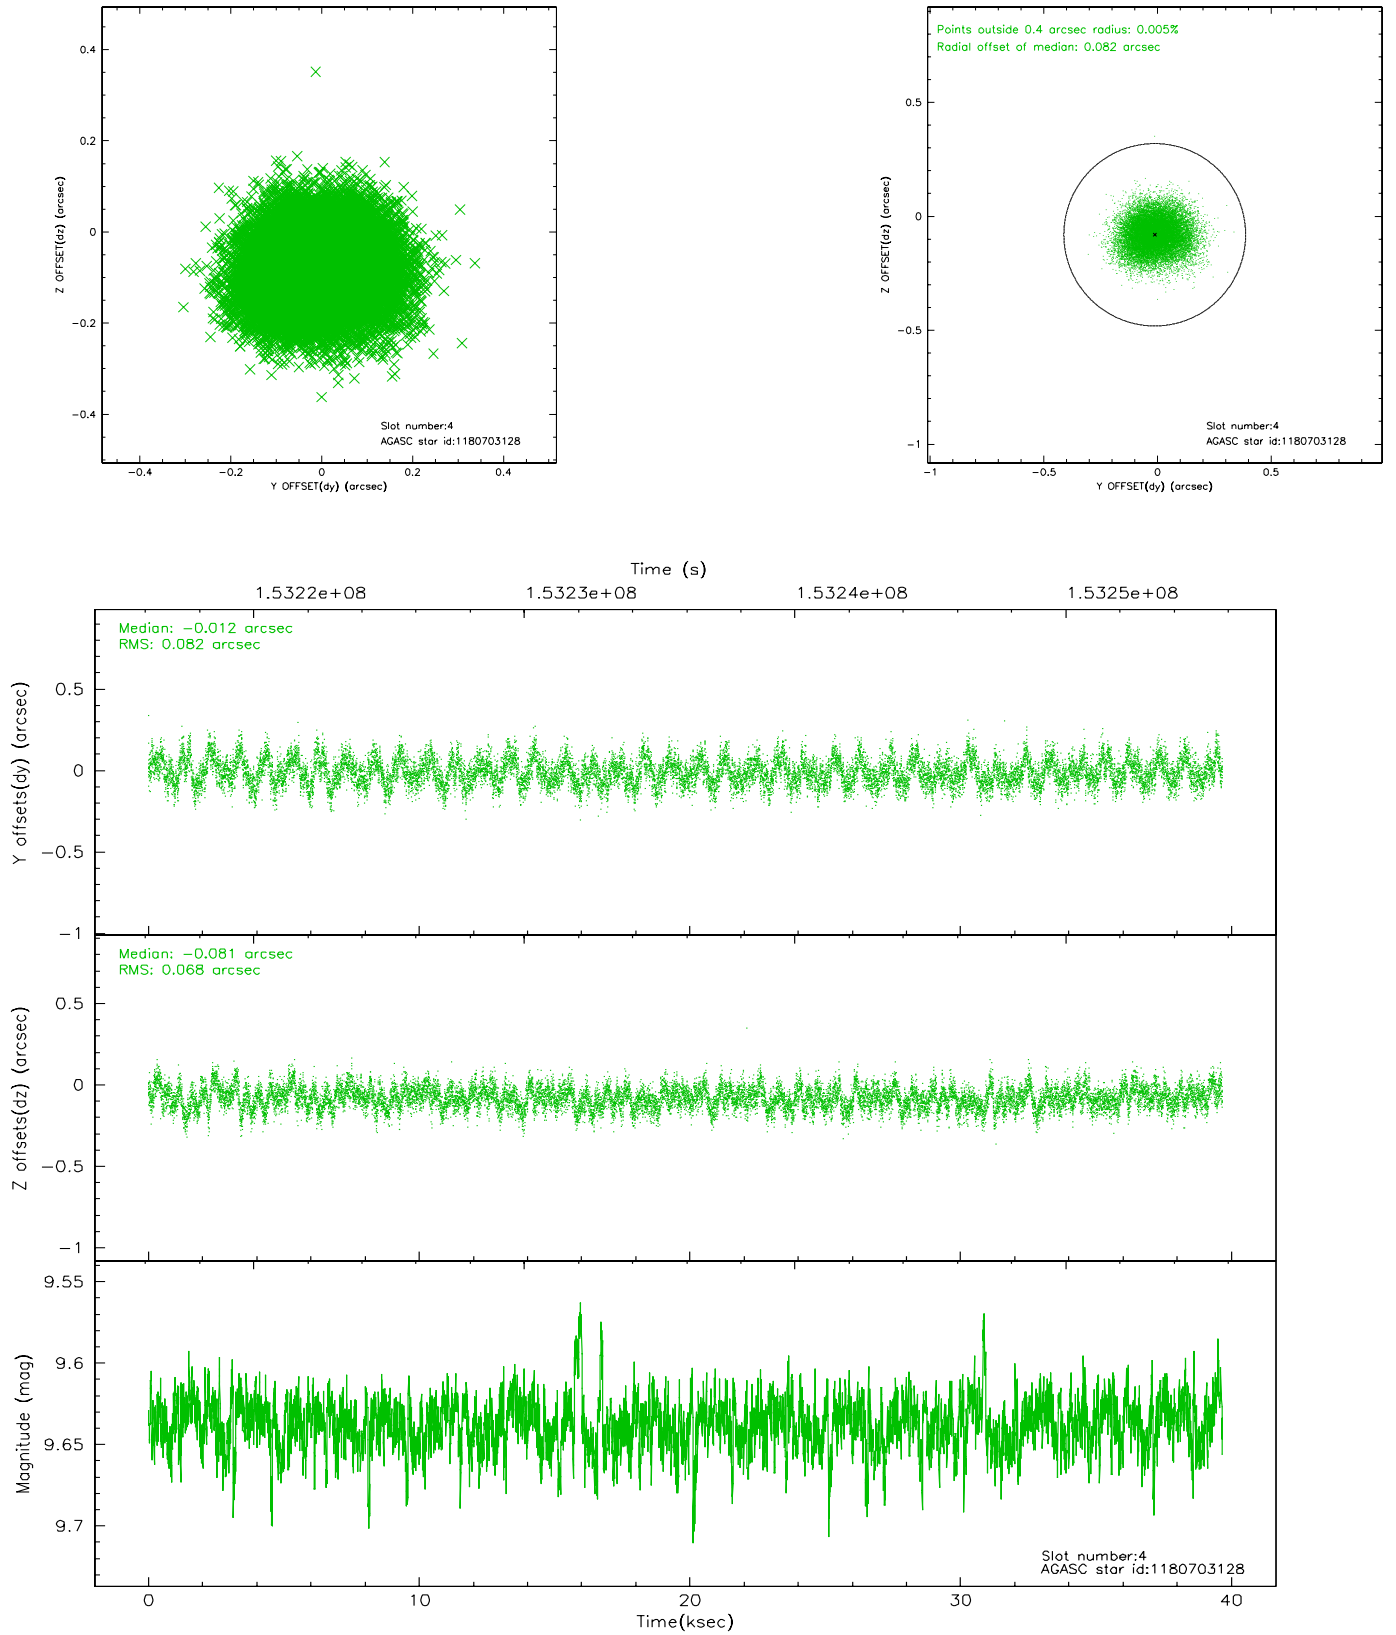 0.4
0.2
0
−0.2
−0.4
Z OFFSET(dz) (arcsec)
Slot number:4
AGASC star id:1180703128
−0.4 −0.2 0 0.2 0.4
Y OFFSET(dy) (arcsec)
Points outside 0.4 arcsec radius: 0.005%
Radial offset of median: 0.082 arcsec
0.5
0
−0.5
−1
Z OFFSET(dz) (arcsec)
Slot number:4
AGASC star id:1180703128
−1 −0.5 0 0.5
Y OFFSET(dy) (arcsec)
Time (s)
1.5322e+08 1.5323e+08 1.5324e+08 1.5325e+08
Median: −0.012 arcsec
RMS: 0.082 arcsec
0.5
0
−0.5
−1
Y offsets(dy) (arcsec)
Median: −0.081 arcsec
RMS: 0.068 arcsec
0.5
0
−0.5
−1
Z offsets(dz) (arcsec)
9.55
9.6
9.65
9.7
Magnitude (mag)
Slot number:4
AGASC star id:1180703128
0 10 20 30 40
Time(ksec)